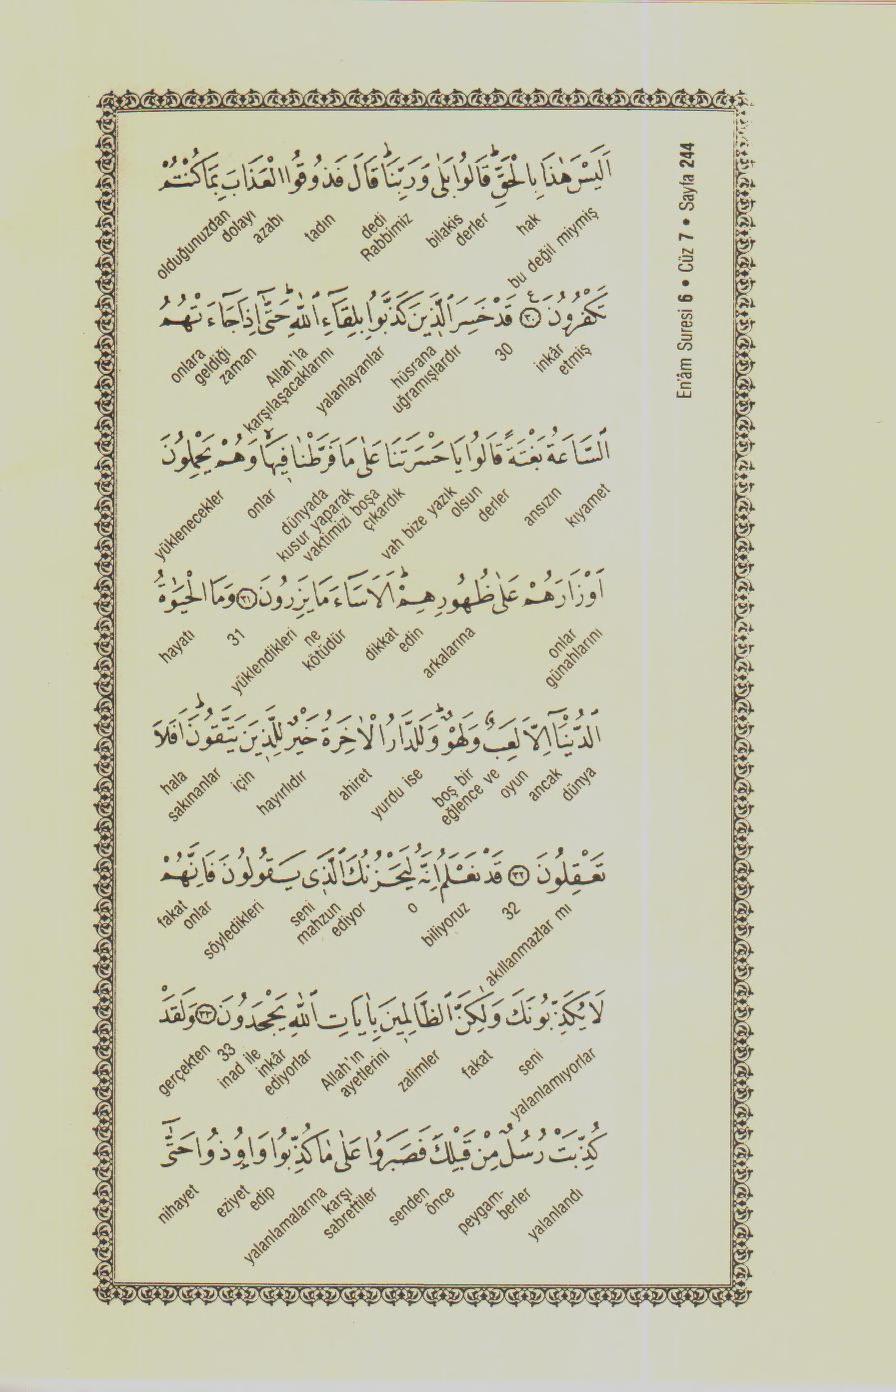 En'âm Suresi 6 • Cüz 7 • Sayfa 244
اَلَيْسَ هٰذَا بِالْحَقِّ قَالُوا بَلٰى وَرَبِّنَا قَالَ فَذُوقُوا الْعَذَابَ بِمَا كُنْتُمْ
bu değil miymiş hak derler bilakis Rabbimiz dedi tadın azabı dolayı olduğunuzdan
تَكْفُرُونَ ﴿٣٠﴾ قَدْ خَسِرَ الَّذِينَ كَذَّبُوا بِلِقَاءِ اللّٰهِ حَتّٰى اِذَا جَاءَتْهُمُ
inkâr etmiş 30 hüsrana uğramışlardır yalanlayanlar karşılaşacaklarını Allah'la zaman geldiği onlara
اَلسَّاعَةُ بَغْتَةً قَالُوا يَا حَسْرَتَنَا عَلٰى مَا فَرَّطْنَا فِيهَا وَهُمْ يَحْمِلُونَ
kıyamet ansızın derler vah bize yazık olsun dünyada kusur yaparak vaktimizi boşa çıkardık onlar yüklenecekler
اَوْزَارَهُمْ عَلٰى ظُهُورِهِمْ اَلَا سَاءَ مَا يَزِرُونَ ﴿٣١﴾ وَمَا الْحَيٰوةُ
onlar günahlarını arkalarına dikkat edin ne kötüdür yüklendikleri 31 hayatı
اَلدُّنْيَا اِلَّا لَعِبٌ وَلَهْوٌ وَلَلدَّارُ الْاٰخِرَةُ خَيْرٌ لِلَّذِينَ يَتَّقُونَ اَفَلَا
dünya ancak oyun boş bir eğlence ve yurdu ise ahiret hayırlıdır için sakınanlar hala
تَعْقِلُونَ ﴿٣٢﴾ قَدْ نَعْلَمُ اِنَّهُ لَيَحْزُنُكَ الَّذِى يَقُولُونَ فَاِنَّهُمْ
akıllanmazlar mı 32 biliyoruz o seni mahzun ediyor söyledikleri fakat onlar
لَا يُكَذِّبُونَكَ وَلٰكِنَّ الظَّالِمِينَ بِاٰيَاتِ اللّٰهِ يَجْحَدُونَ ﴿٣٣﴾ وَلَقَدْ
yalanlamıyorlar seni fakat zalimler Allah'ın ayetlerini inad ile inkâr ediyorlar 33 gerçekten
كُذِّبَتْ رُسُلٌ مِنْ قَبْلِكَ فَصَبَرُوا عَلٰى مَا كُذِّبُوا وَاُوذُوا حَتّٰى
yalanlandı peygamberler senden önce karşı sabrettiler yalanlamalarına eziyet edip nihayet